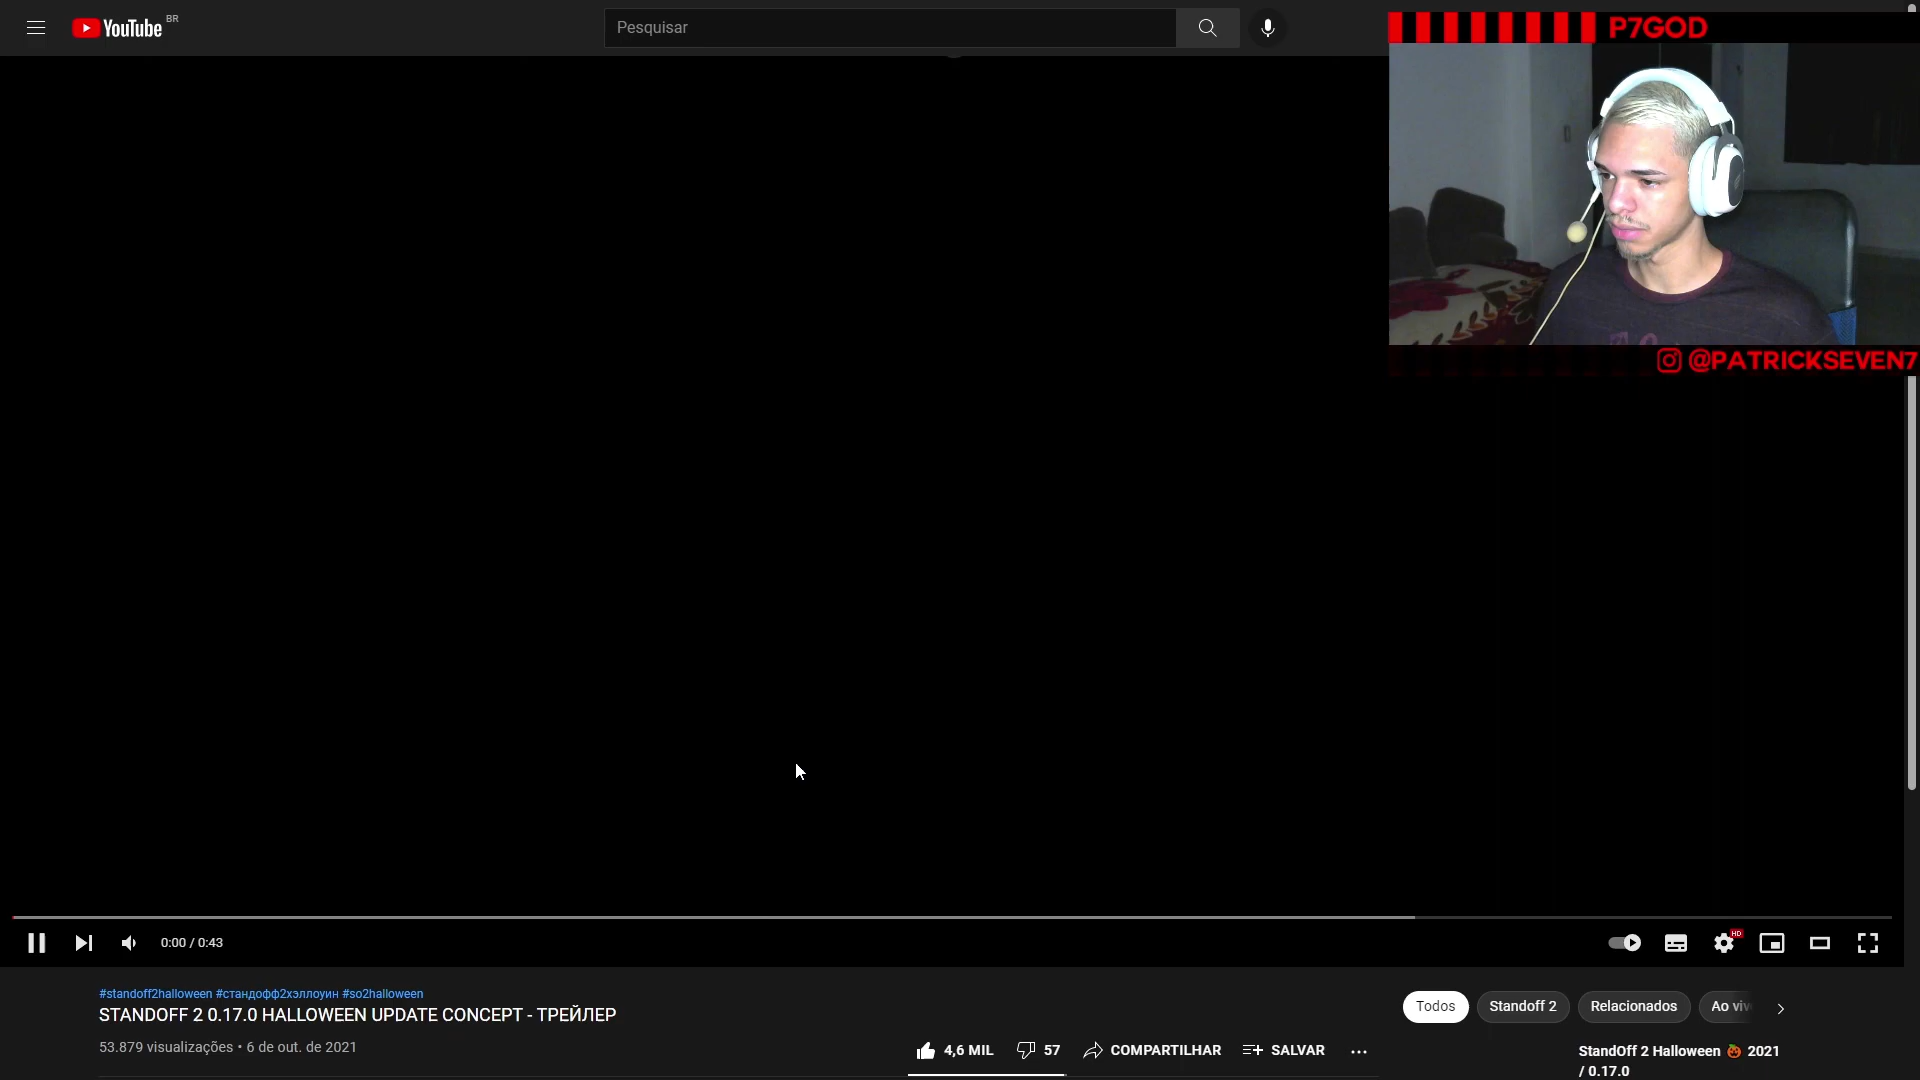 YouTube BR
Pesquisar
P7GOD
@PATRICKSEVEN7
0:00 / 0:43
HD
#standoff2halloween #стандофф2хэллоуин #so2halloween
STANDOFF 2 0.17.0 HALLOWEEN UPDATE CONCEPT - ТРЕЙЛЕР
53.879 visualizações • 6 de out. de 2021
4,6 MIL
57
COMPARTILHAR
SALVAR
Todos
Standoff 2
Relacionados
Ao viv
StandOff 2 Halloween 🎃 2021
/ 0.17.0